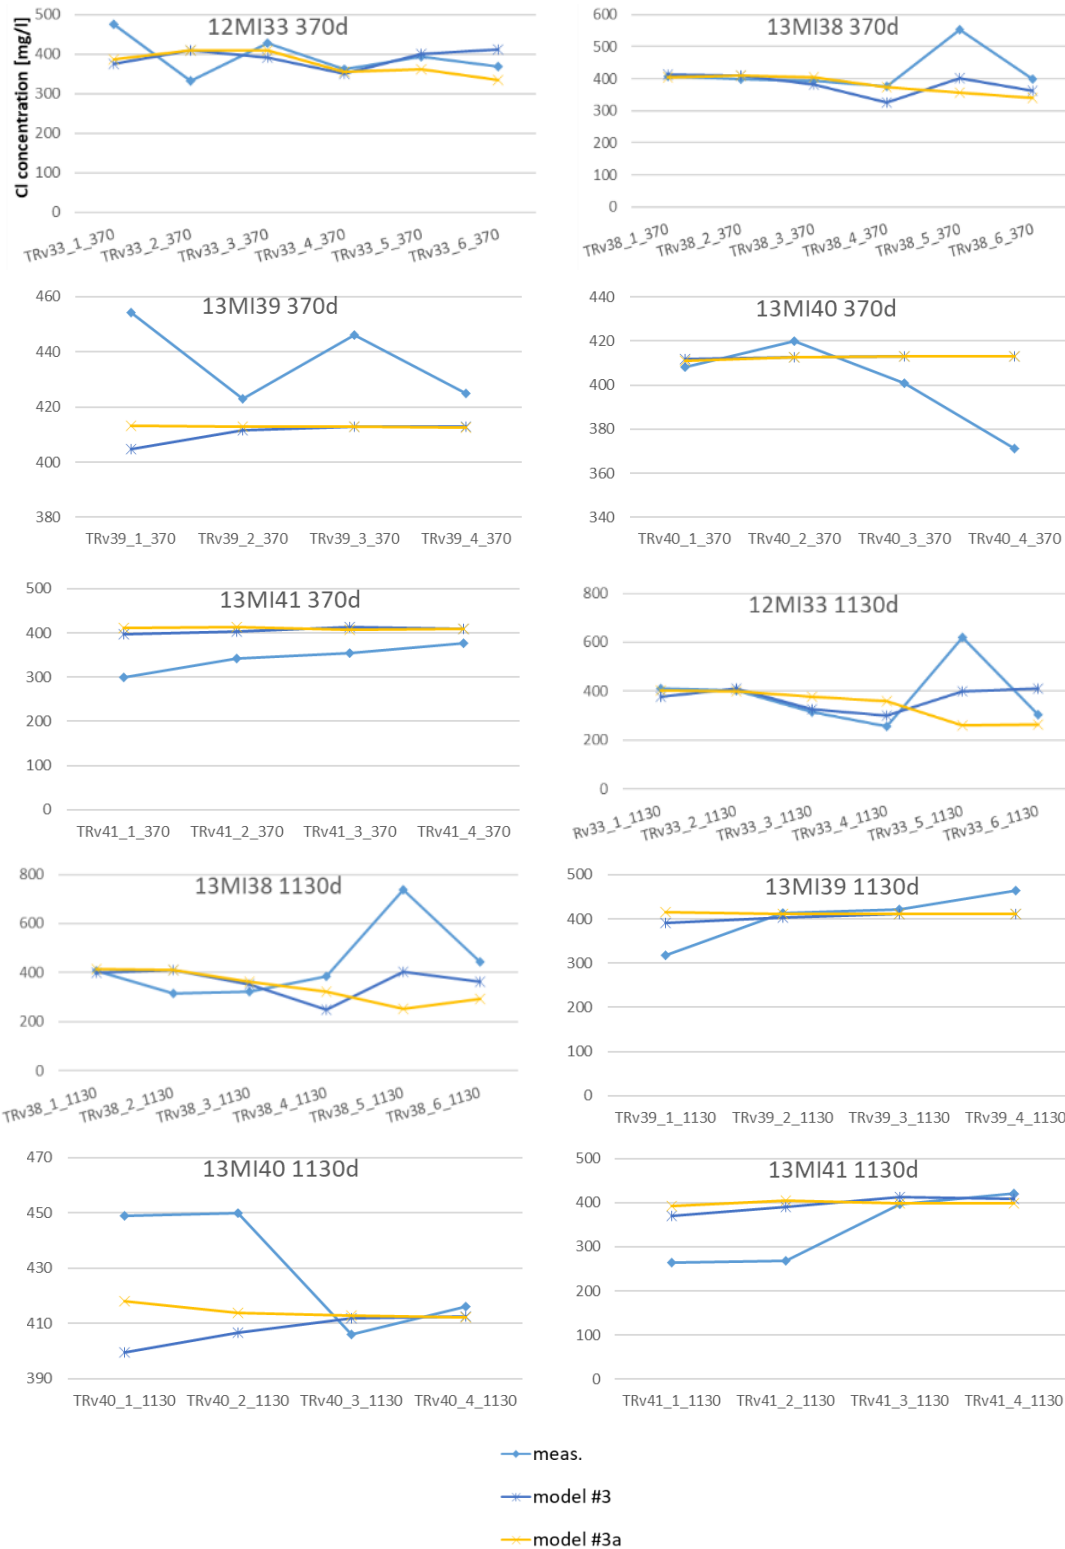 12MI33 370d
Cl concentration [mg/l]
500
400
300
200
100
0
TRv33_1_370
TRv33_2_370
TRv33_3_370
TRv33_4_370
TRv33_5_370
TRv33_6_370
13MI38 370d
600
500
400
300
200
100
0
TRv38_1_370
TRv38_2_370
TRv38_3_370
TRv38_4_370
TRv38_5_370
TRv38_6_370
13MI39 370d
460
440
420
400
380
TRv39_1_370
TRv39_2_370
TRv39_3_370
TRv39_4_370
13MI40 370d
440
420
400
380
360
340
TRv40_1_370
TRv40_2_370
TRv40_3_370
TRv40_4_370
13MI41 370d
500
400
300
200
100
0
TRv41_1_370
TRv41_2_370
TRv41_3_370
TRv41_4_370
12MI33 1130d
800
600
400
200
0
Rv33_1_1130
TRv33_2_1130
TRv33_3_1130
TRv33_4_1130
TRv33_5_1130
TRv33_6_1130
13MI38 1130d
800
600
400
200
0
TRv38_1_1130
TRv38_2_1130
TRv38_3_1130
TRv38_4_1130
TRv38_5_1130
TRv38_6_1130
13MI39 1130d
500
400
300
200
100
0
TRv39_1_1130
TRv39_2_1130
TRv39_3_1130
TRv39_4_1130
13MI40 1130d
470
450
430
410
390
TRv40_1_1130
TRv40_2_1130
TRv40_3_1130
TRv40_4_1130
13MI41 1130d
500
400
300
200
100
0
TRv41_1_1130
TRv41_2_1130
TRv41_3_1130
TRv41_4_1130
meas.
model #3
model #3a